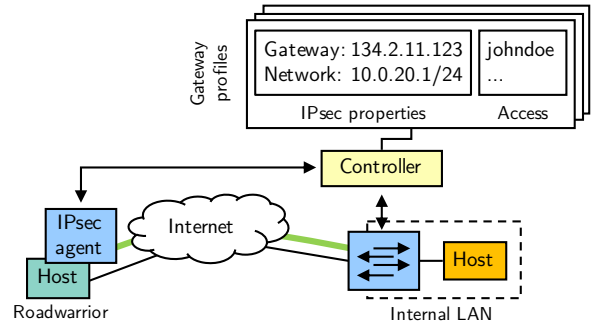 Gateway profiles
Gateway: 134.2.11.123
Network: 10.0.20.1/24
johndoe
...
IPsec properties
Access
Controller
IPsec
agent
Internet
Host
Host
Roadwarrior
Internal LAN